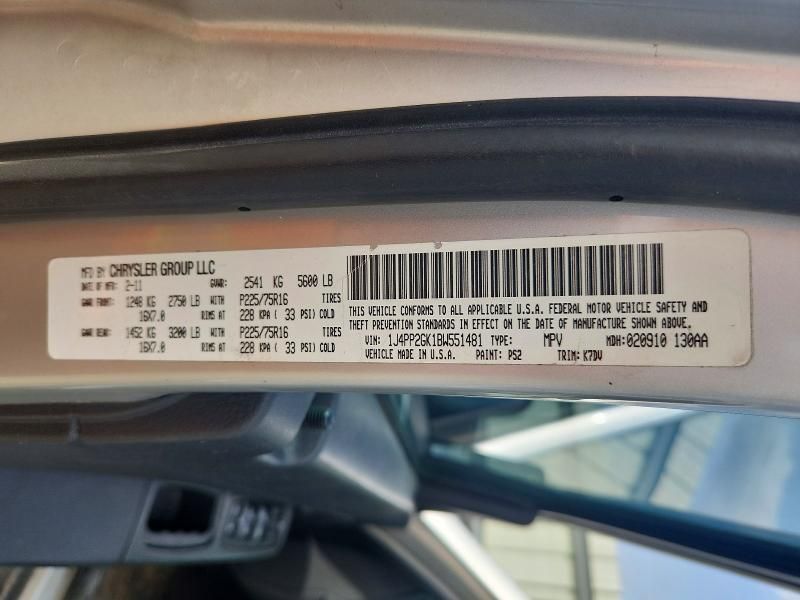 MFD BY CHRYSLER GROUP LLC
DATE OF MFR: 2-11 GVWR: 2541 KG 5600 LB
GAWR FRONT: 1248 KG 2750 LB WITH P225/75R16 TIRES
16X7.0 RIMS AT 228 KPA ( 33 PSI) COLD
GAWR REAR: 1452 KG 3200 LB WITH P225/75R16 TIRES
16X7.0 RIMS AT 228 KPA ( 33 PSI) COLD
THIS VEHICLE CONFORMS TO ALL APPLICABLE U.S.A. FEDERAL MOTOR VEHICLE SAFETY AND
THEFT PREVENTION STANDARDS IN EFFECT ON THE DATE OF MANUFACTURE SHOWN ABOVE.
VIN: 1J4PP2GK1BW551481 TYPE: MPV MDH: 020910 130AA
VEHICLE MADE IN U.S.A. PAINT: PS2 TRIM: K7DV